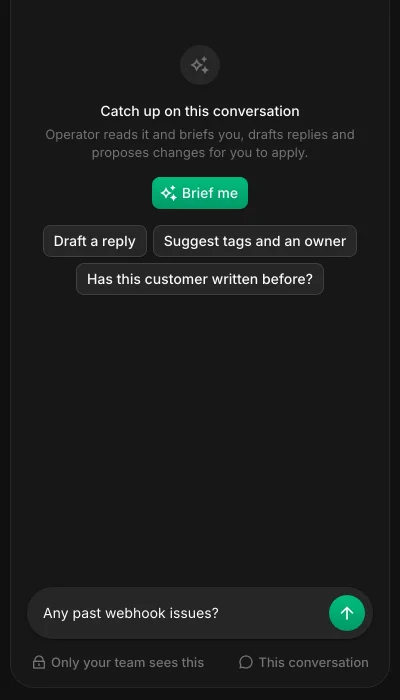 Catch up on this conversation
Operator reads it and briefs you, drafts replies and
proposes changes for you to apply.
Brief me
Draft a reply
Suggest tags and an owner
Has this customer written before?
Any past webhook issues?
Only your team sees this
This conversation